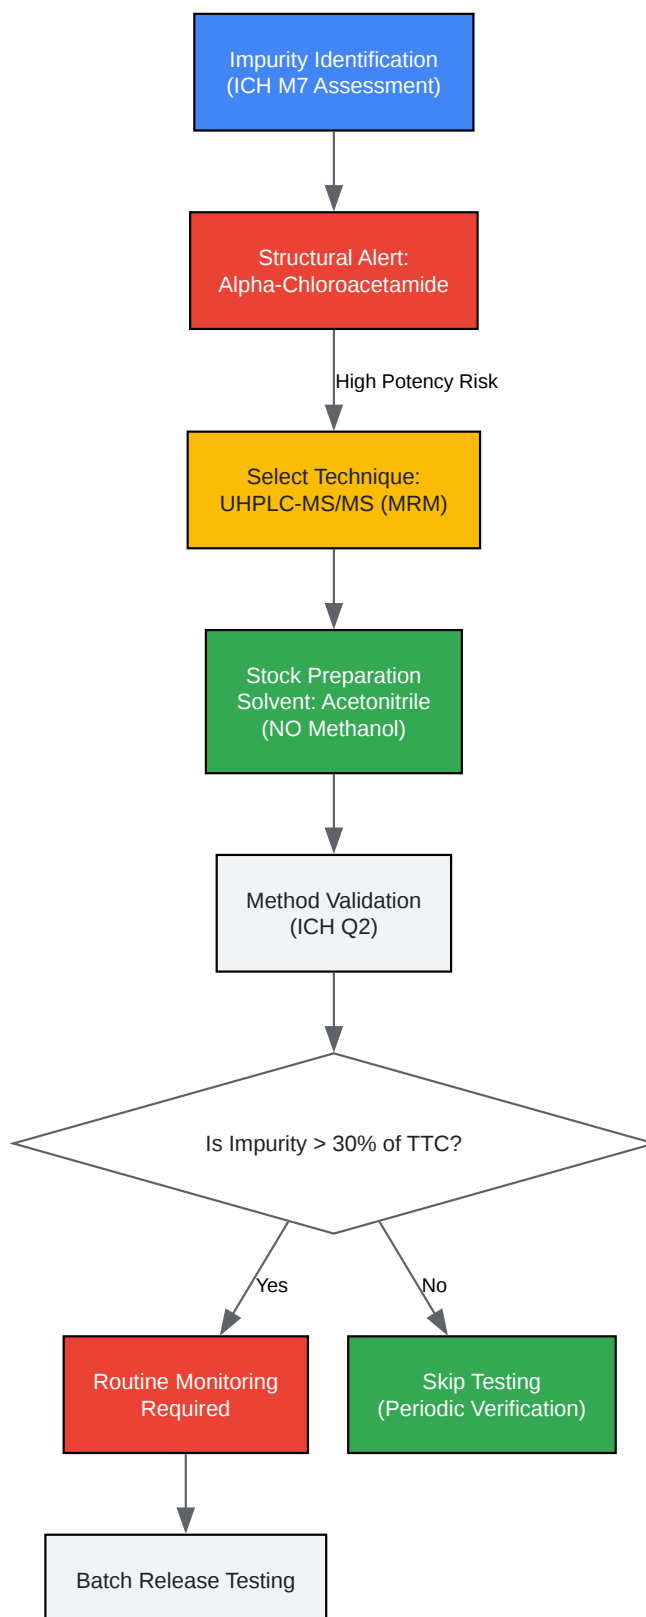 Impurity Identification
(ICH M7 Assessment)
Structural Alert:
Alpha-Chloroacetamide
High Potency Risk
Select Technique:
UHPLC-MS/MS (MRM)
Stock Preparation
Solvent: Acetonitrile
(NO Methanol)
Method Validation
(ICH Q2)
Is Impurity > 30% of TTC?
Yes
No
Routine Monitoring
Required
Skip Testing
(Periodic Verification)
Batch Release Testing